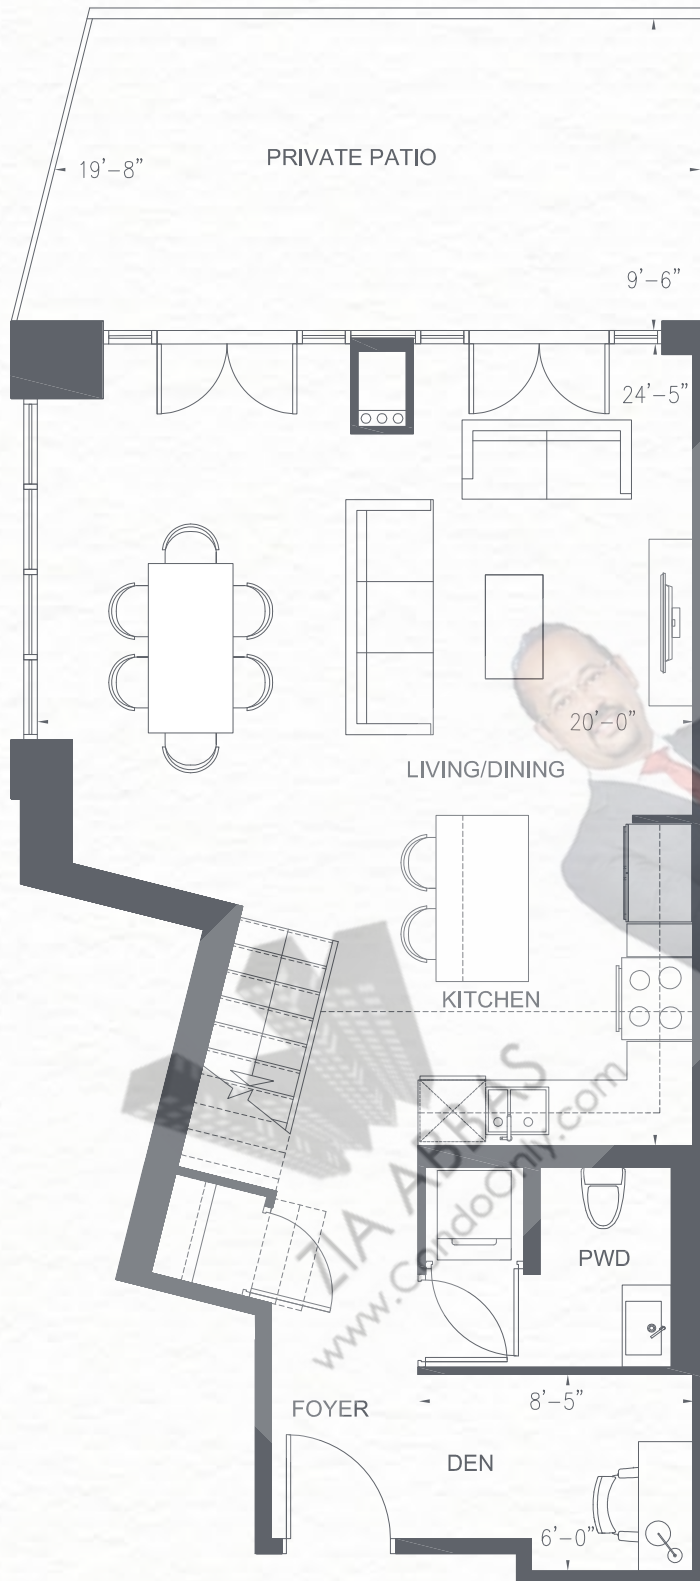 PRIVATE PATIO
19'-8"
9'-6"
24'-5"
20'-0"
LIVING/DINING
KITCHEN
ZIA ABBAS
www.CondoOnly.com
PWD
FOYER
8'-5"
DEN
6'-0"